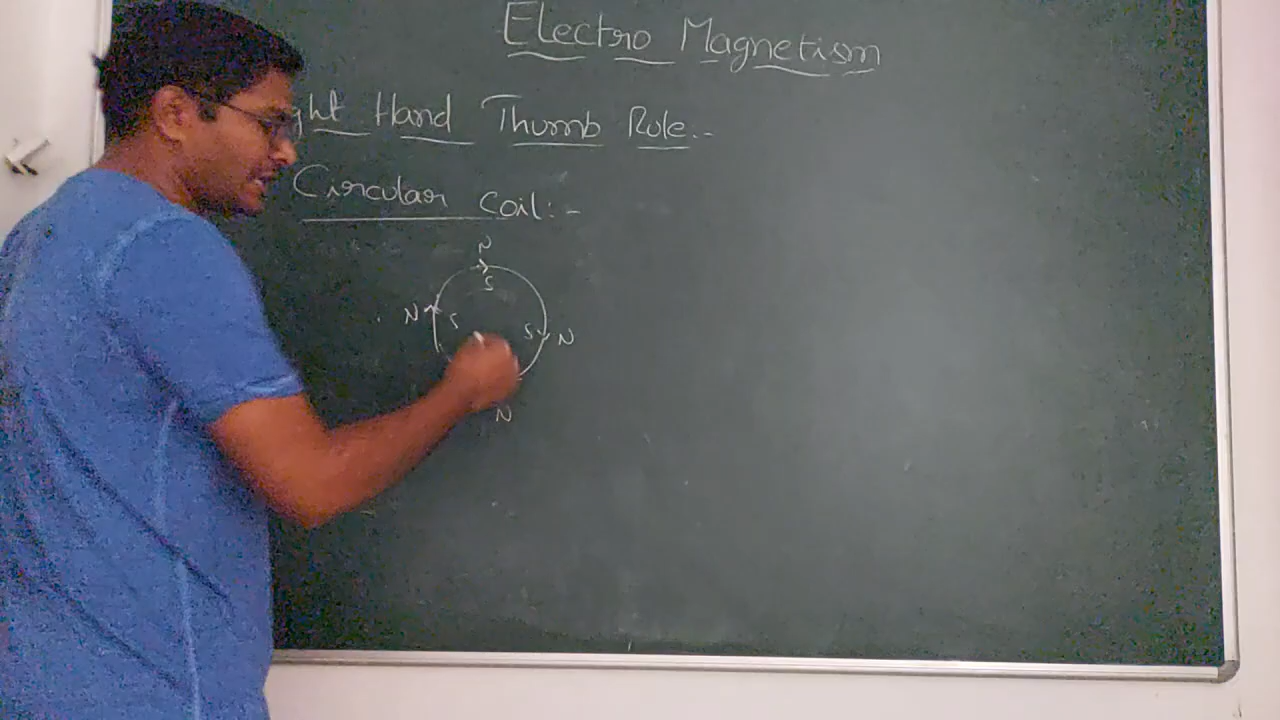 Electro Magnetism
ght Hand Thumb Rule..
Circular Coil:-
N
S
N S
S N
N